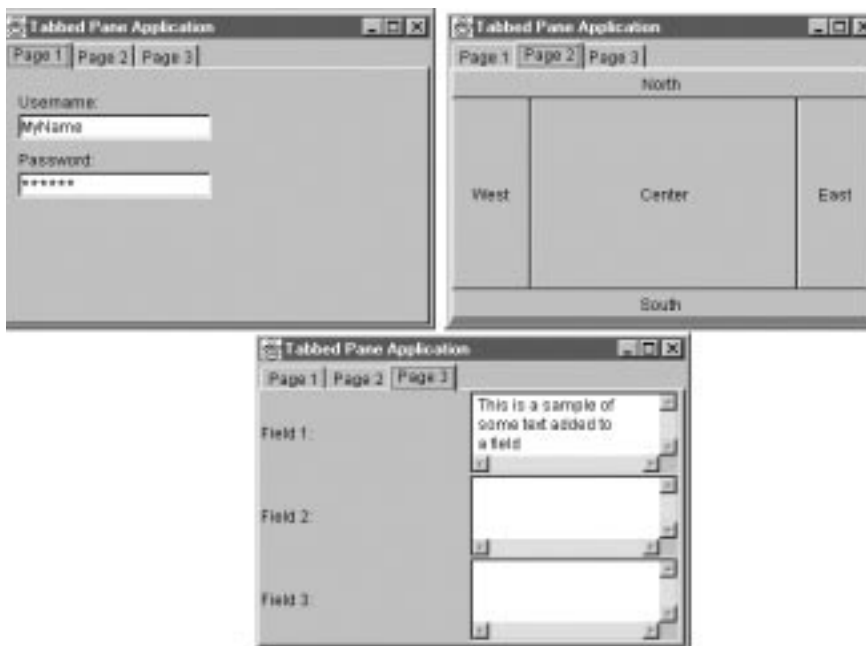 Tabbed Pane Application
Page 1 Page 2 Page 3
Username:
MyName
Password:
******
Tabbed Pane Application
Page 1 Page 2 Page 3
North
West Center East
South
Tabbed Pane Application
Page 1 Page 2 Page 3
Field 1:
This is a sample of
some text added to
a field
Field 2:
Field 3: